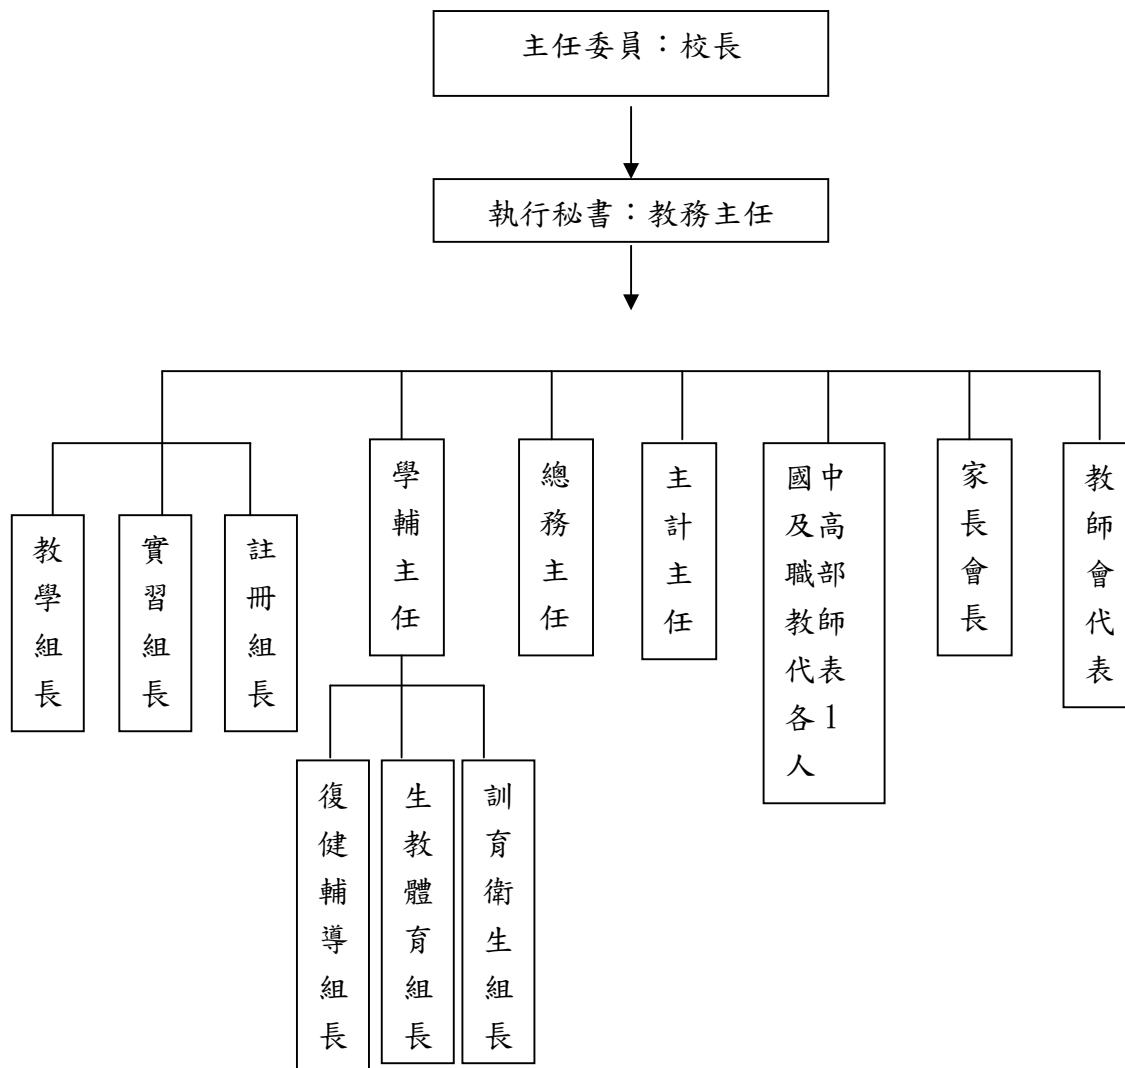 主任委員：校長
執行秘書：教務主任
教學組長
實習組長
註冊組長
學輔主任
總務主任
主計主任
國中
及高
職部
教師
代表
各1
人
家長會長
教師會代表
復健輔導組長
生教體育組長
訓育衛生組長